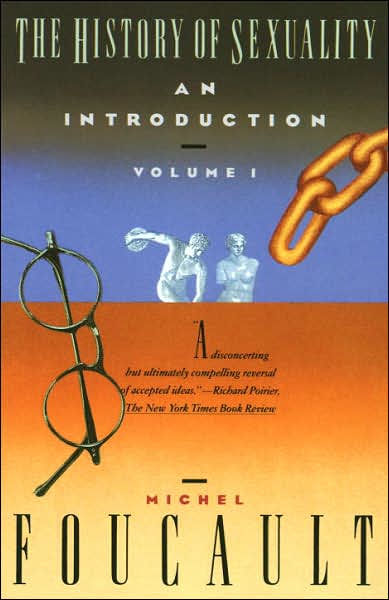 THE HISTORY OF SEXUALITY
AN
INTRODUCTION
VOLUME I
"A disconcerting
but ultimately compelling reversal
of accepted ideas."—Richard Poirier,
The New York Times Book Review
MICHEL
FOUCAULT